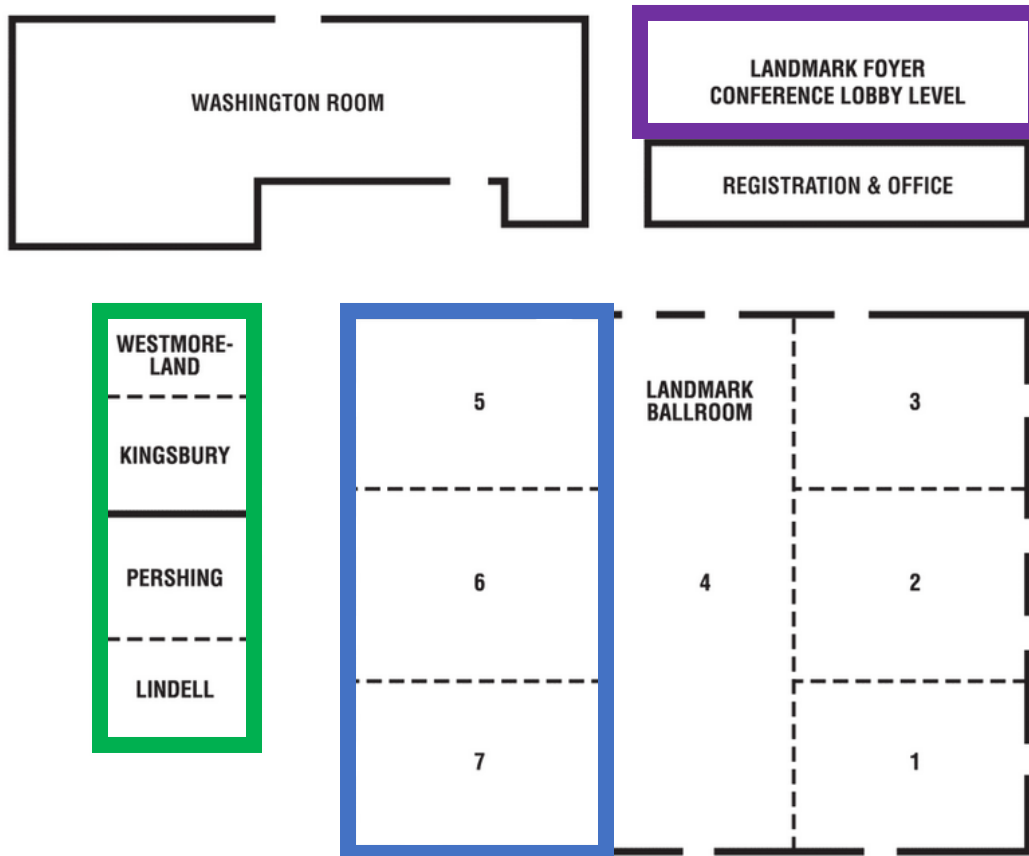 WASHINGTON ROOM
LANDMARK FOYER
CONFERENCE LOBBY LEVEL
REGISTRATION & OFFICE
WESTMORE-
LAND
KINGSBURY
PERSHING
LINDELL
5
6
7
LANDMARK
BALLROOM
4
3
2
1